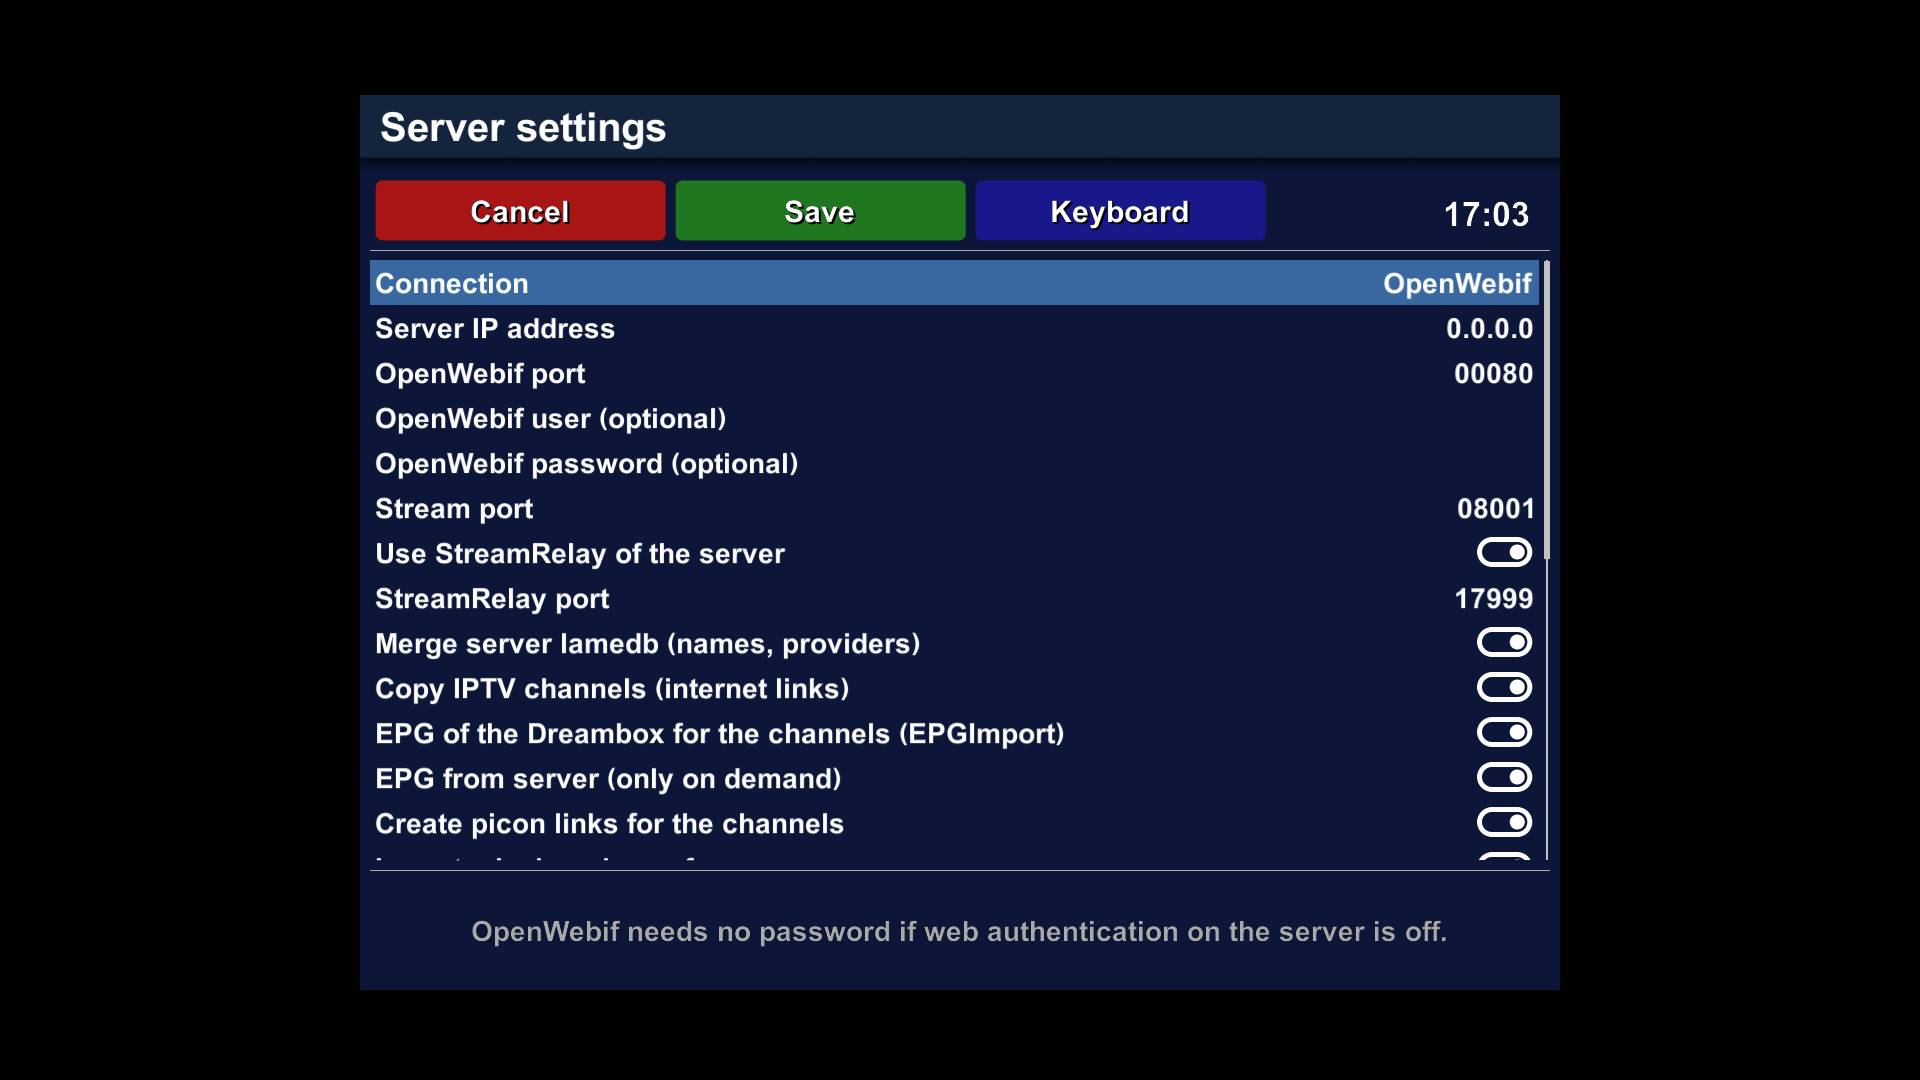 Server settings
Cancel
Save
Keyboard
17:03
Connection OpenWebif
Server IP address 0.0.0.0
OpenWebif port 00080
OpenWebif user (optional)
OpenWebif password (optional)
Stream port 08001
Use StreamRelay of the server
StreamRelay port 17999
Merge server lamedb (names, providers)
Copy IPTV channels (internet links)
EPG of the Dreambox for the channels (EPGImport)
EPG from server (only on demand)
Create picon links for the channels
OpenWebif needs no password if web authentication on the server is off.